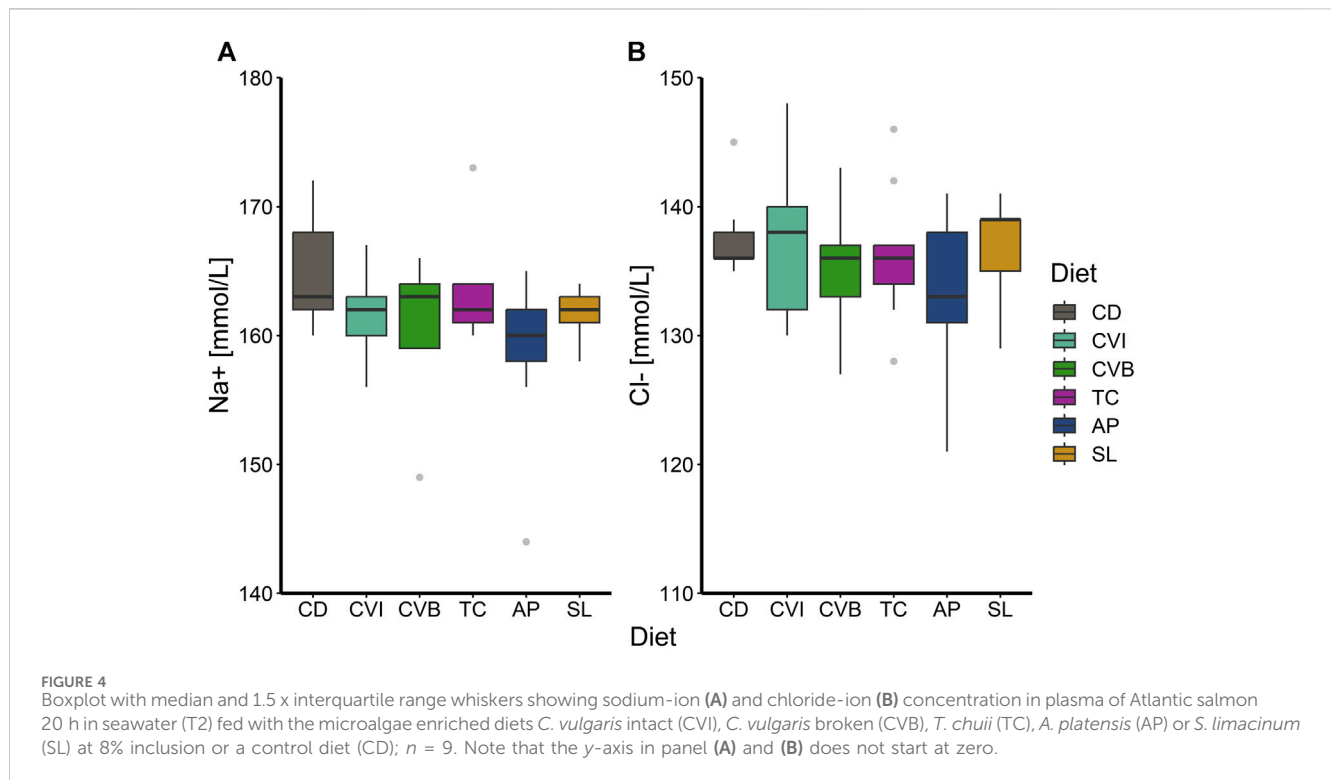 A
B
180
170
160
150
140
Na+ [mmol/L]
CD CVI CVB TC AP SL
150
140
130
120
110
Cl- [mmol/L]
CD CVI CVB TC AP SL
Diet
Diet
CD
CVI
CVB
TC
AP
SL
FIGURE 4
Boxplot with median and 1.5 x interquartile range whiskers showing sodium-ion (A) and chloride-ion (B) concentration in plasma of Atlantic salmon
20 h in seawater (T2) fed with the microalgae enriched diets C. vulgaris intact (CVI), C. vulgaris broken (CVB), T. chuii (TC), A. platensis (AP) or S. limacinum
(SL) at 8% inclusion or a control diet (CD); n = 9. Note that the y-axis in panel (A) and (B) does not start at zero.